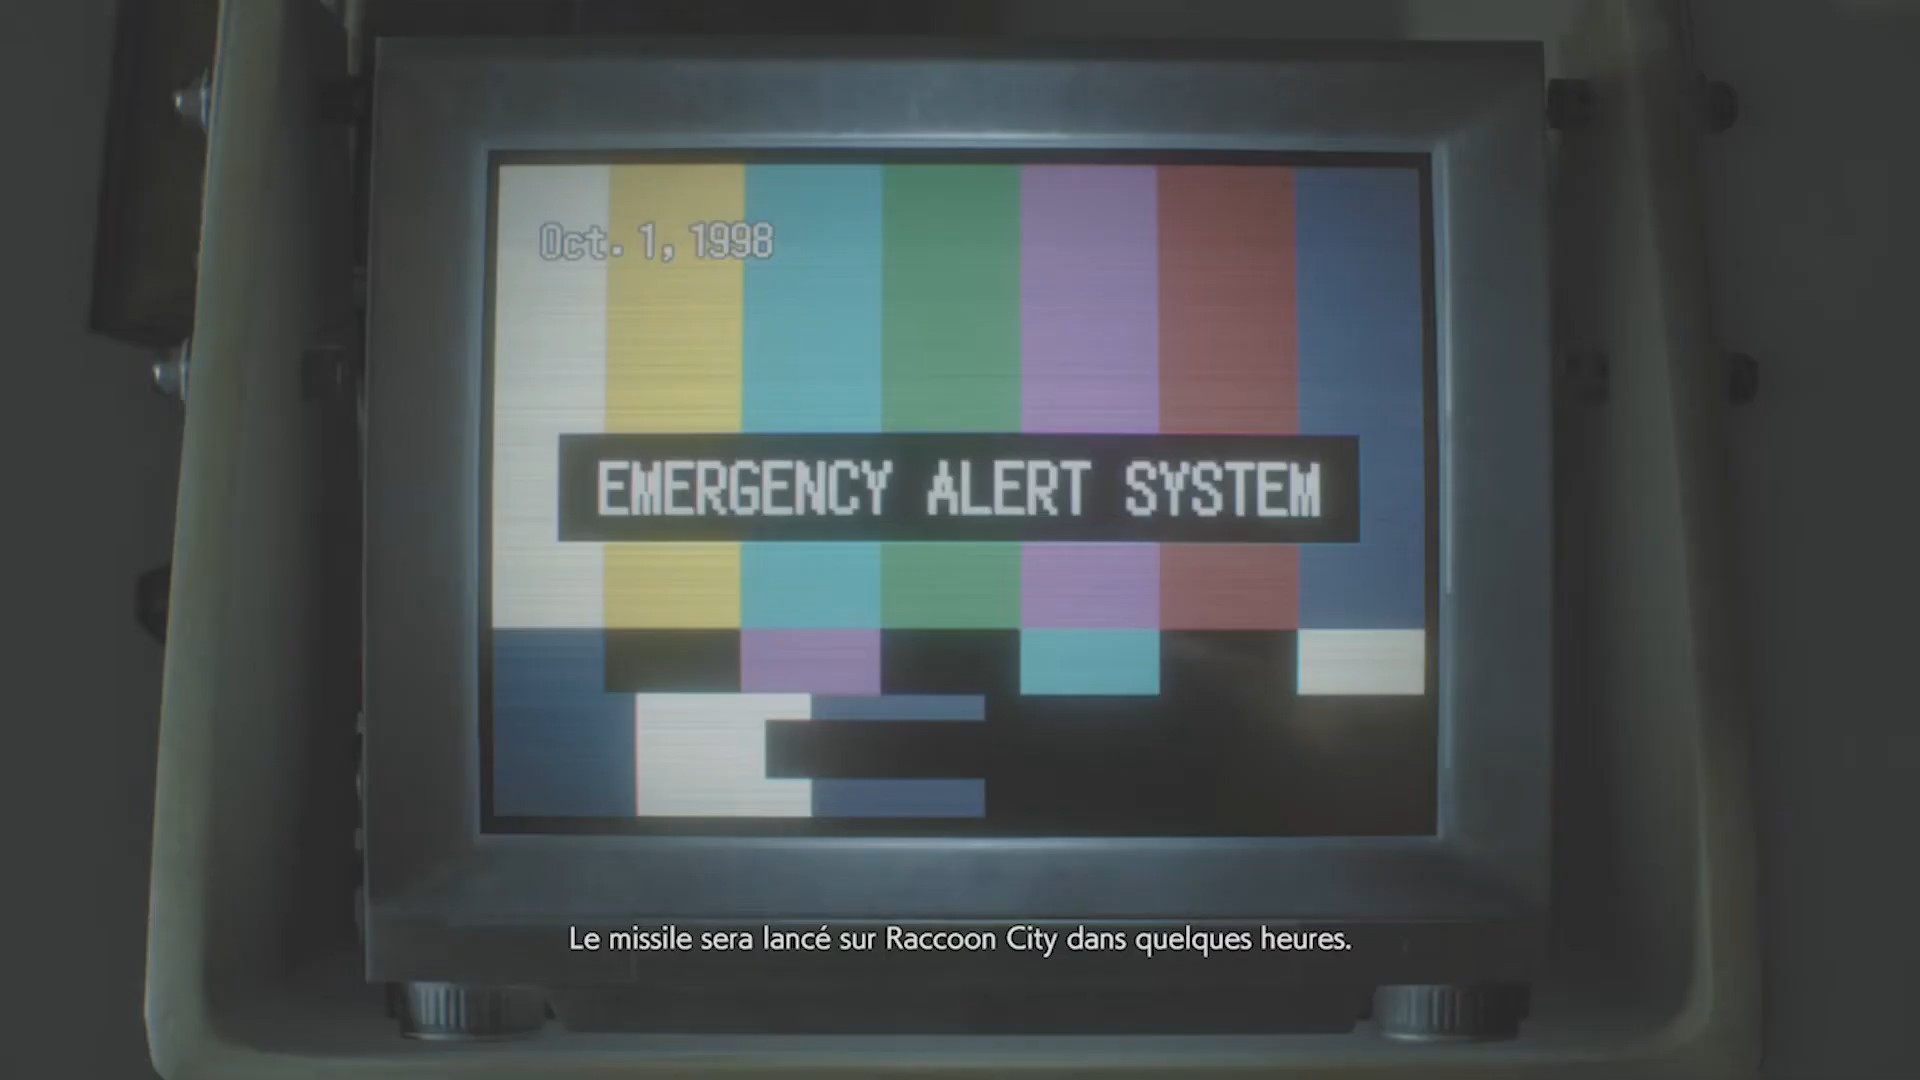 Oct. 1, 1998
EMERGENCY ALERT SYSTEM
Le missile sera lancé sur Raccoon City dans quelques heures.